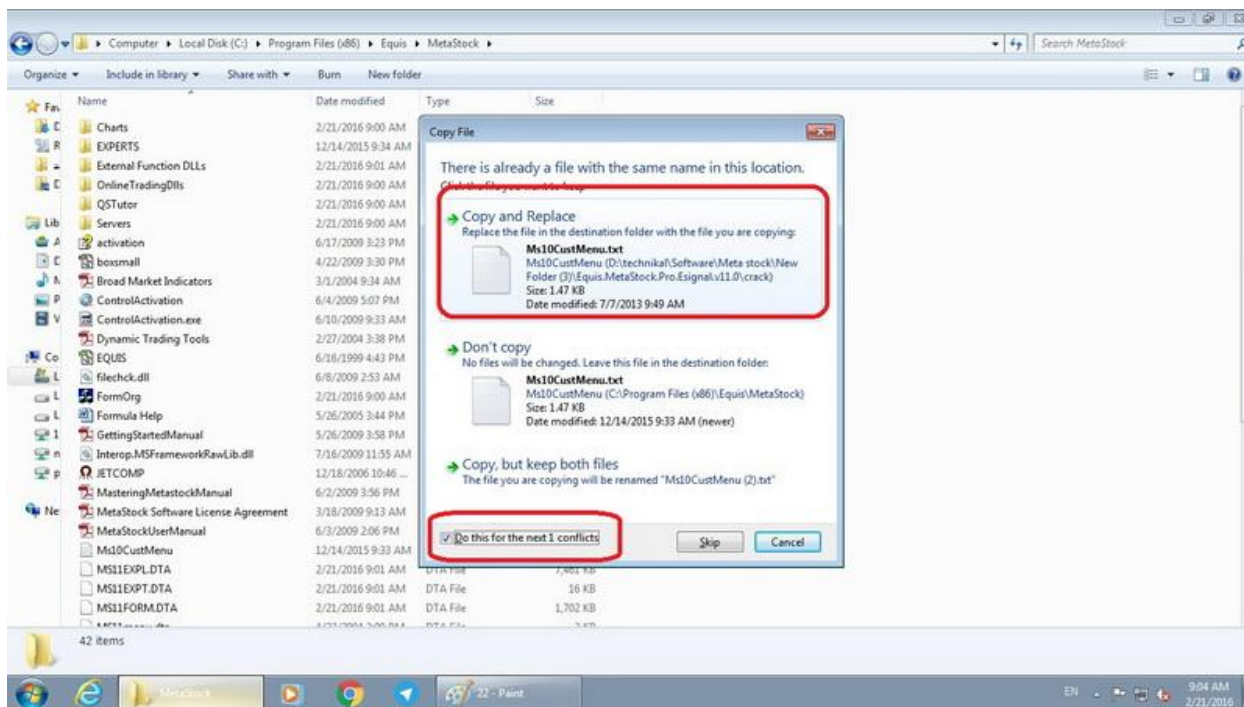 Computer ▸ Local Disk (C:) ▸ Program Files (x86) ▸ Equis ▸ MetaStock ▸
Search MetaStock
Organize Include in library Share with Burn New folder
Name Date modified Type Size
Charts 2/21/2016 9:00 AM
EXPERTS 12/14/2015 9:34 AM
External Function DLLs 2/21/2016 9:01 AM
OnlineTradingDlls 2/21/2016 9:00 AM
QSTutor 2/21/2016 9:00 AM
Servers 2/21/2016 9:00 AM
activation 6/17/2009 3:23 PM
boxsmall 4/22/2009 3:30 PM
Broad Market Indicators 3/1/2004 9:34 AM
ControlActivation 6/4/2009 5:07 PM
ControlActivation.exe 6/10/2009 9:33 AM
Dynamic Trading Tools 2/27/2004 3:38 PM
EQUIS 6/16/1999 4:43 PM
filechck.dll 6/8/2009 2:53 AM
FormOrg 2/21/2016 9:00 AM
Formula Help 5/26/2005 3:44 PM
GettingStartedManual 5/26/2009 3:58 PM
Interop.MSFrameworkRawLib.dll 7/16/2009 11:55 AM
JETCOMP 12/18/2006 10:46 ...
MasteringMetastockManual 6/2/2009 3:56 PM
MetaStock Software License Agreement 3/18/2009 9:13 AM
MetaStockUserManual 6/3/2009 2:06 PM
Ms10CustMenu 12/14/2015 9:33 AM
MS11EXPL.DTA 2/21/2016 9:01 AM DTA File 7,461 KB
MS11EXPT.DTA 2/21/2016 9:01 AM DTA File 16 KB
MS11FORM.DTA 2/21/2016 9:01 AM DTA File 1,702 KB
42 items
Copy File
There is already a file with the same name in this location.
Click the file you want to keep
Copy and Replace
Replace the file in the destination folder with the file you are copying:
Ms10CustMenu.txt
Ms10CustMenu (D:\technikal\Software\Meta stock\New
Folder (3)\Equis.MetaStock.Pro.Esignal.v11.0\crack)
Size: 1.47 KB
Date modified: 7/7/2013 9:49 AM
Don't copy
No files will be changed. Leave this file in the destination folder:
Ms10CustMenu.txt
Ms10CustMenu (C:\Program Files (x86)\Equis\MetaStock)
Size: 1.47 KB
Date modified: 12/14/2015 9:33 AM (newer)
Copy, but keep both files
The file you are copying will be renamed "Ms10CustMenu (2).txt"
Do this for the next 1 conflicts
Skip Cancel
MetaStock
22 - Paint
EN
9:04 AM
2/21/2016